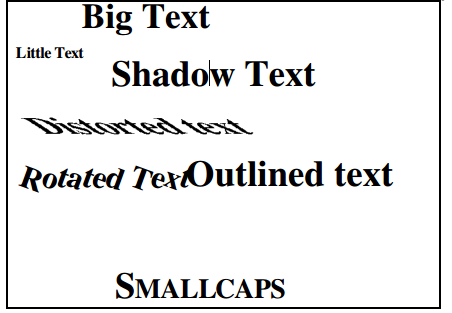 Big Text
Little Text
Shadow Text
Distorted text
Rotated Text Outlined text
SMALLCAPS